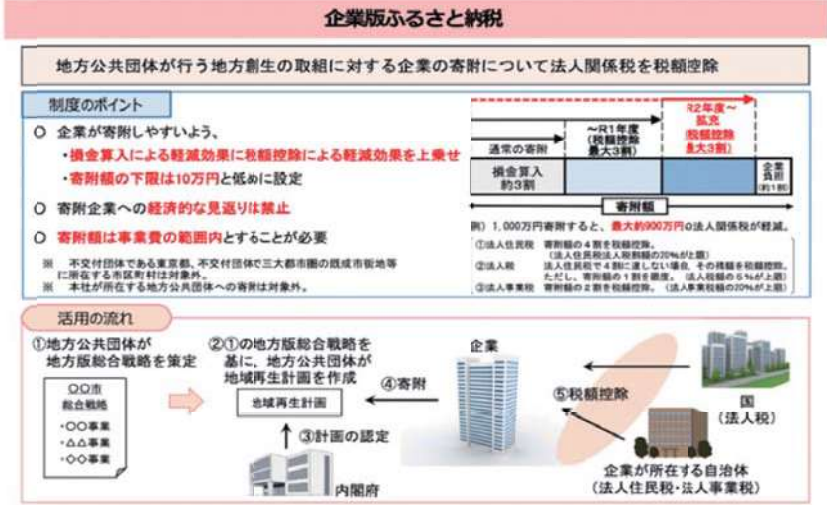 企業版ふるさと納税
地方公共団体が行う地方創生の取組に対する企業の寄附について法人関係税を税額控除
制度のポイント
○ 企業が寄附しやすいよう、
・損金算入による軽減効果に税額控除による軽減効果を上乗せ
・寄附額の下限は10万円と低めに設定
○ 寄附企業への経済的な見返りは禁止
○ 寄附額は事業費の範囲内とすることが必要
※ 不交付団体である東京都、不交付団体で三大都市圏の既成市街地等
に所在する市区町村は対象外。
※ 本社が所在する地方公共団体への寄附は対象外。
通常の寄附
～R1年度
(税額控除
最大3割)
R2年度～
拡充
(税額控除
最大3割)
損金算入
約3割
企業
負担
(約1割)
寄附額
例) 1,000万円寄附すると、最大約900万円の法人関係税が軽減。
①法人住民税 寄附額の4割を税額控除。
(法人住民税法人税割額の20%が上限)
②法人税 法人住民税で4割に達しない場合、その残額を税額控除。
ただし、寄附額の1割を限度。(法人税額の5%が上限)
③法人事業税 寄附額の2割を税額控除。(法人事業税額の20%が上限)
活用の流れ
①地方公共団体が
地方版総合戦略を策定
○○市
総合戦略
・○○事業
・△△事業
・◇◇事業
②①の地方版総合戦略を
基に、地方公共団体が
地域再生計画を作成
地域再生計画
③計画の認定
内閣府
④寄附
企業
⑤税額控除
国
(法人税)
企業が所在する自治体
(法人住民税・法人事業税)